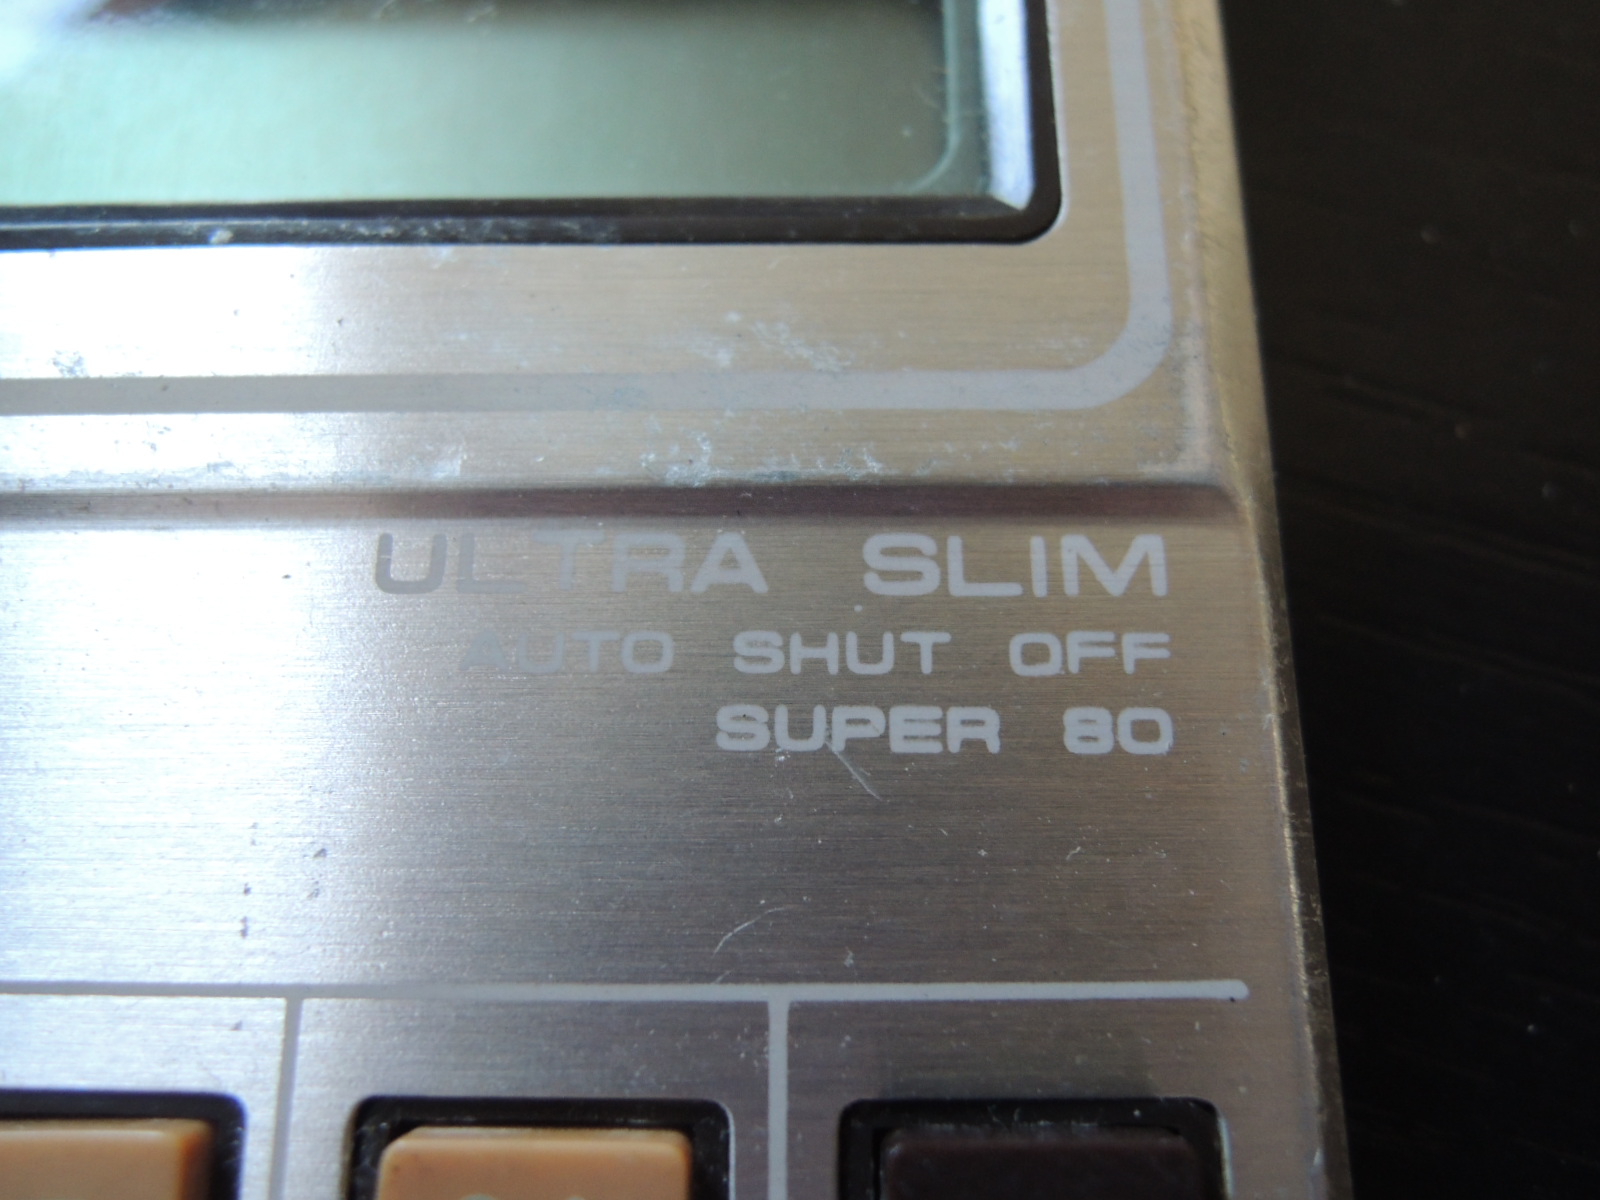 ULTRA SLIM
AUTO SHUT OFF
SUPER 80